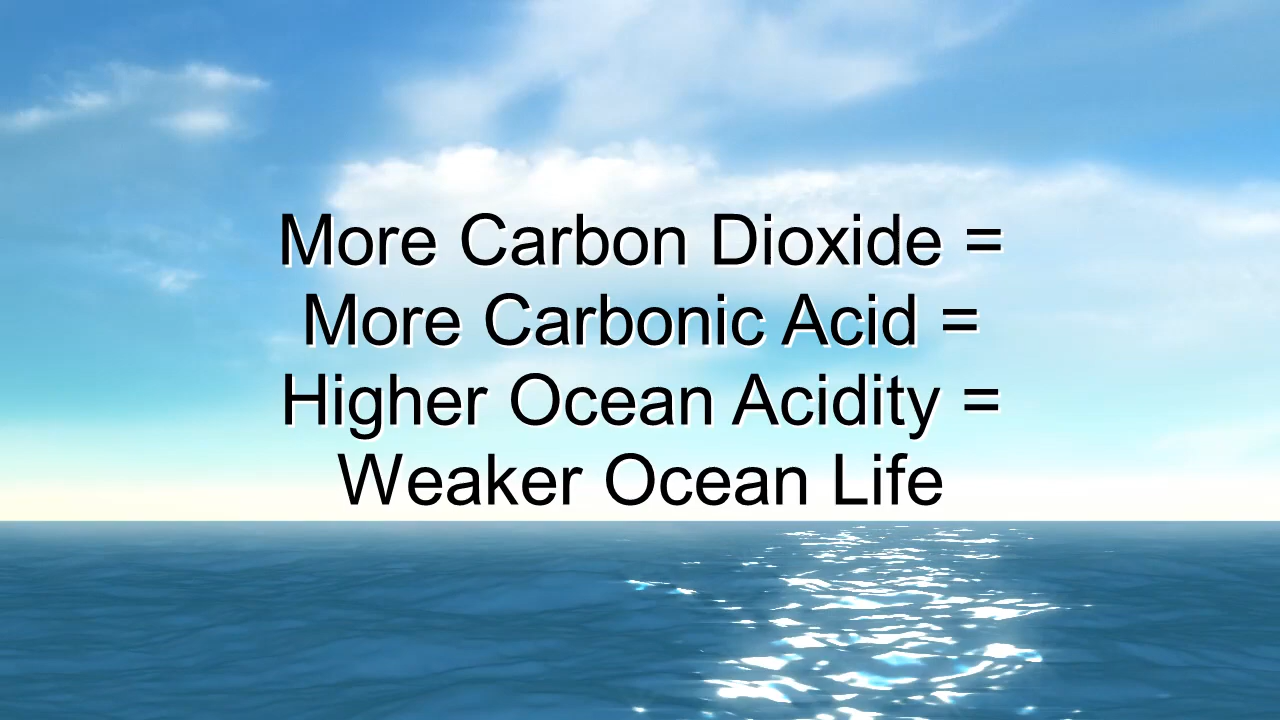 More Carbon Dioxide =
More Carbonic Acid =
Higher Ocean Acidity =
Weaker Ocean Life